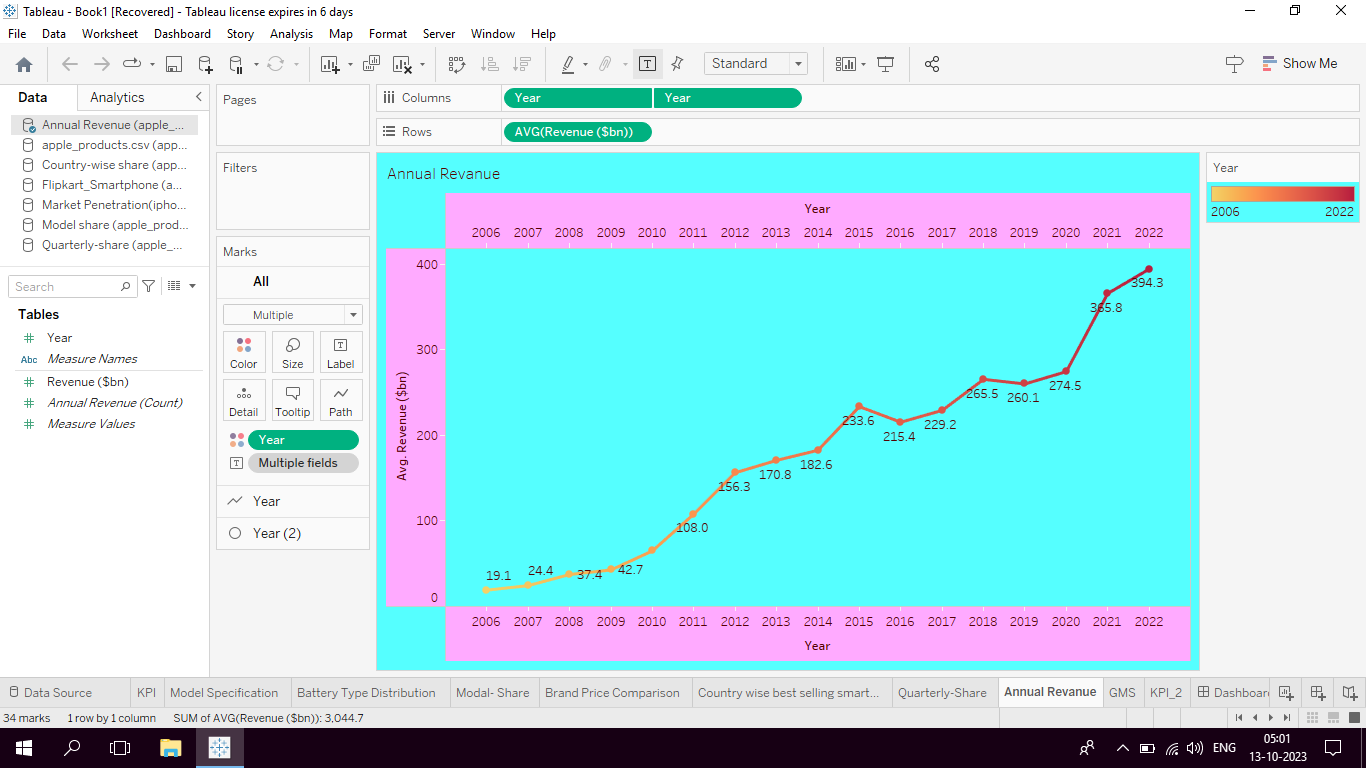 Tableau - Book1 [Recovered] - Tableau license expires in 6 days
File Data Worksheet Dashboard Story Analysis Map Format Server Window Help
Standard
Show Me
Data Analytics
Annual Revenue (apple_...
apple_products.csv (app...
Country-wise share (app...
Flipkart_Smartphone (a...
Market Penetration(ipho...
Model share (apple_prod...
Quarterly-share (apple_...
Search
Tables
# Year
Abc Measure Names
# Revenue ($bn)
# Annual Revenue (Count)
# Measure Values
Pages
Filters
Marks
All
Multiple
Color Size Label
Detail Tooltip Path
Year
Multiple fields
Year
Year (2)
Columns Year Year
Rows AVG(Revenue ($bn))
Annual Revanue
Year
2006 2007 2008 2009 2010 2011 2012 2013 2014 2015 2016 2017 2018 2019 2020 2021 2022
400
300
200
100
0
Avg. Revenue ($bn)
19.1 24.4 37.4 42.7 108.0 156.3 170.8 182.6 233.6 215.4 229.2 265.5 260.1 274.5 365.8 394.3
2006 2007 2008 2009 2010 2011 2012 2013 2014 2015 2016 2017 2018 2019 2020 2021 2022
Year
Year
2006 2022
Data Source KPI Model Specification Battery Type Distribution Modal- Share Brand Price Comparison Country wise best selling smart... Quarterly-Share Annual Revanue GMS KPI_2 Dashboar
34 marks 1 row by 1 column SUM of AVG(Revenue ($bn)): 3,044.7
ENG
05:01
13-10-2023